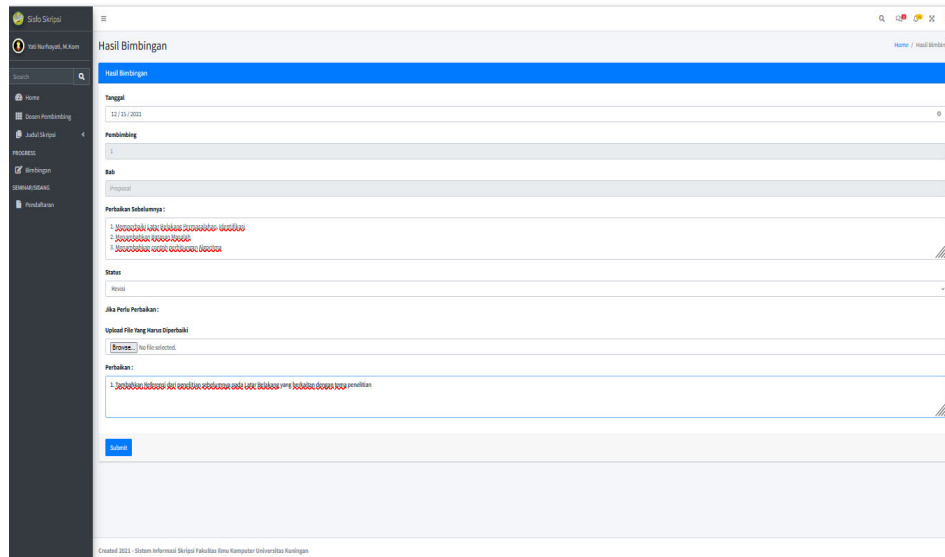 Sisfo Skripsi
Yati Nurhayati, M.Kom
Hasil Bimbingan
Home / Hasil Bimbin
Search
Hasil Bimbingan
Home
Dosen Pembimbing
Judul Skripsi
PROGRESS
Bimbingan
SEMINAR/SIDANG
Pendaftaran
Tanggal
12/15/2021
Pembimbing
1
Bab
Proposal
Perbaikan Sebelumnya :
1. Memperbaiki Latar Belakang Permasalahan, Identifikasi
2. Menambahkan Batasan Masalah
3. Menambahkan contoh perhitungan Algoritma
Status
Revisi
Jika Perlu Perbaikan :
Upload File Yang Harus Diperbaiki
Browse... No file selected.
Perbaikan :
1. Tambahkan Referensi dari penelitian sebelumnya pada Latar Belakang yang berkaitan dengan tema penelitian
Submit
Created 2021 - Sistem Informasi Skripsi Fakultas Ilmu Komputer Universitas Kuningan